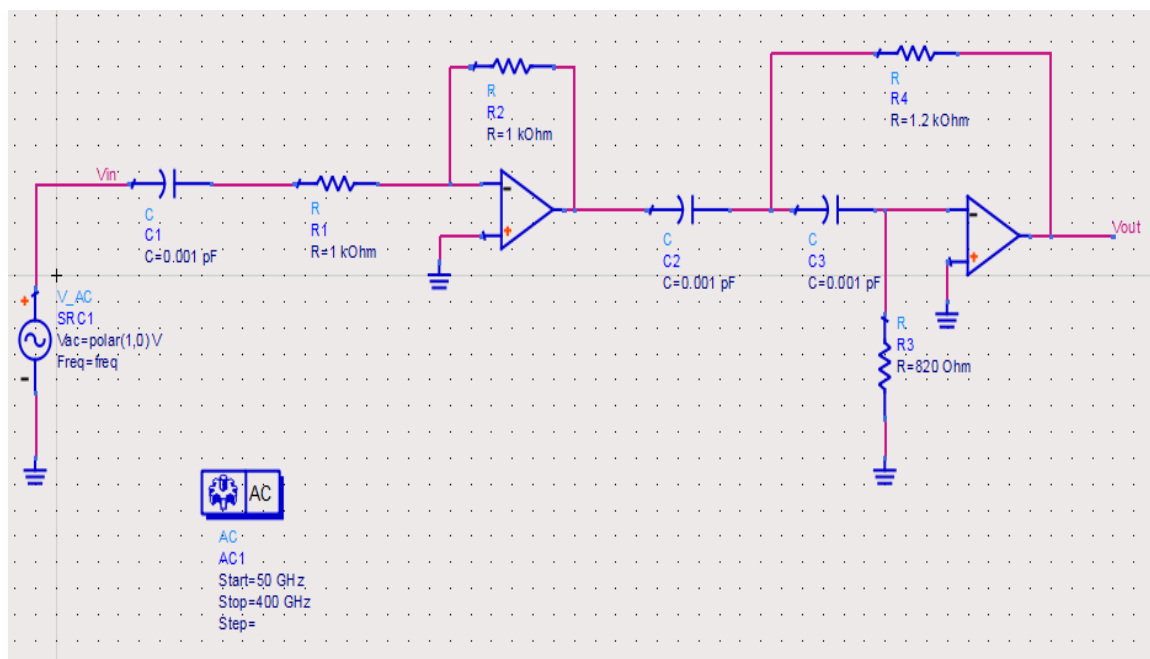 R
R2
R=1 kOhm
R
R4
R=1.2 kOhm
Vin
C
C1
C=0.001 pF
R
R1
R=1 kOhm
-
+
C
C2
C=0.001 pF
C
C3
C=0.001 pF
-
+
Vout
R
R3
R=820 Ohm
+
V_AC
SRC1
Vac=polar(1,0) V
Freq=freq
-
AC
AC
AC1
Start=50 GHz
Stop=400 GHz
Step=